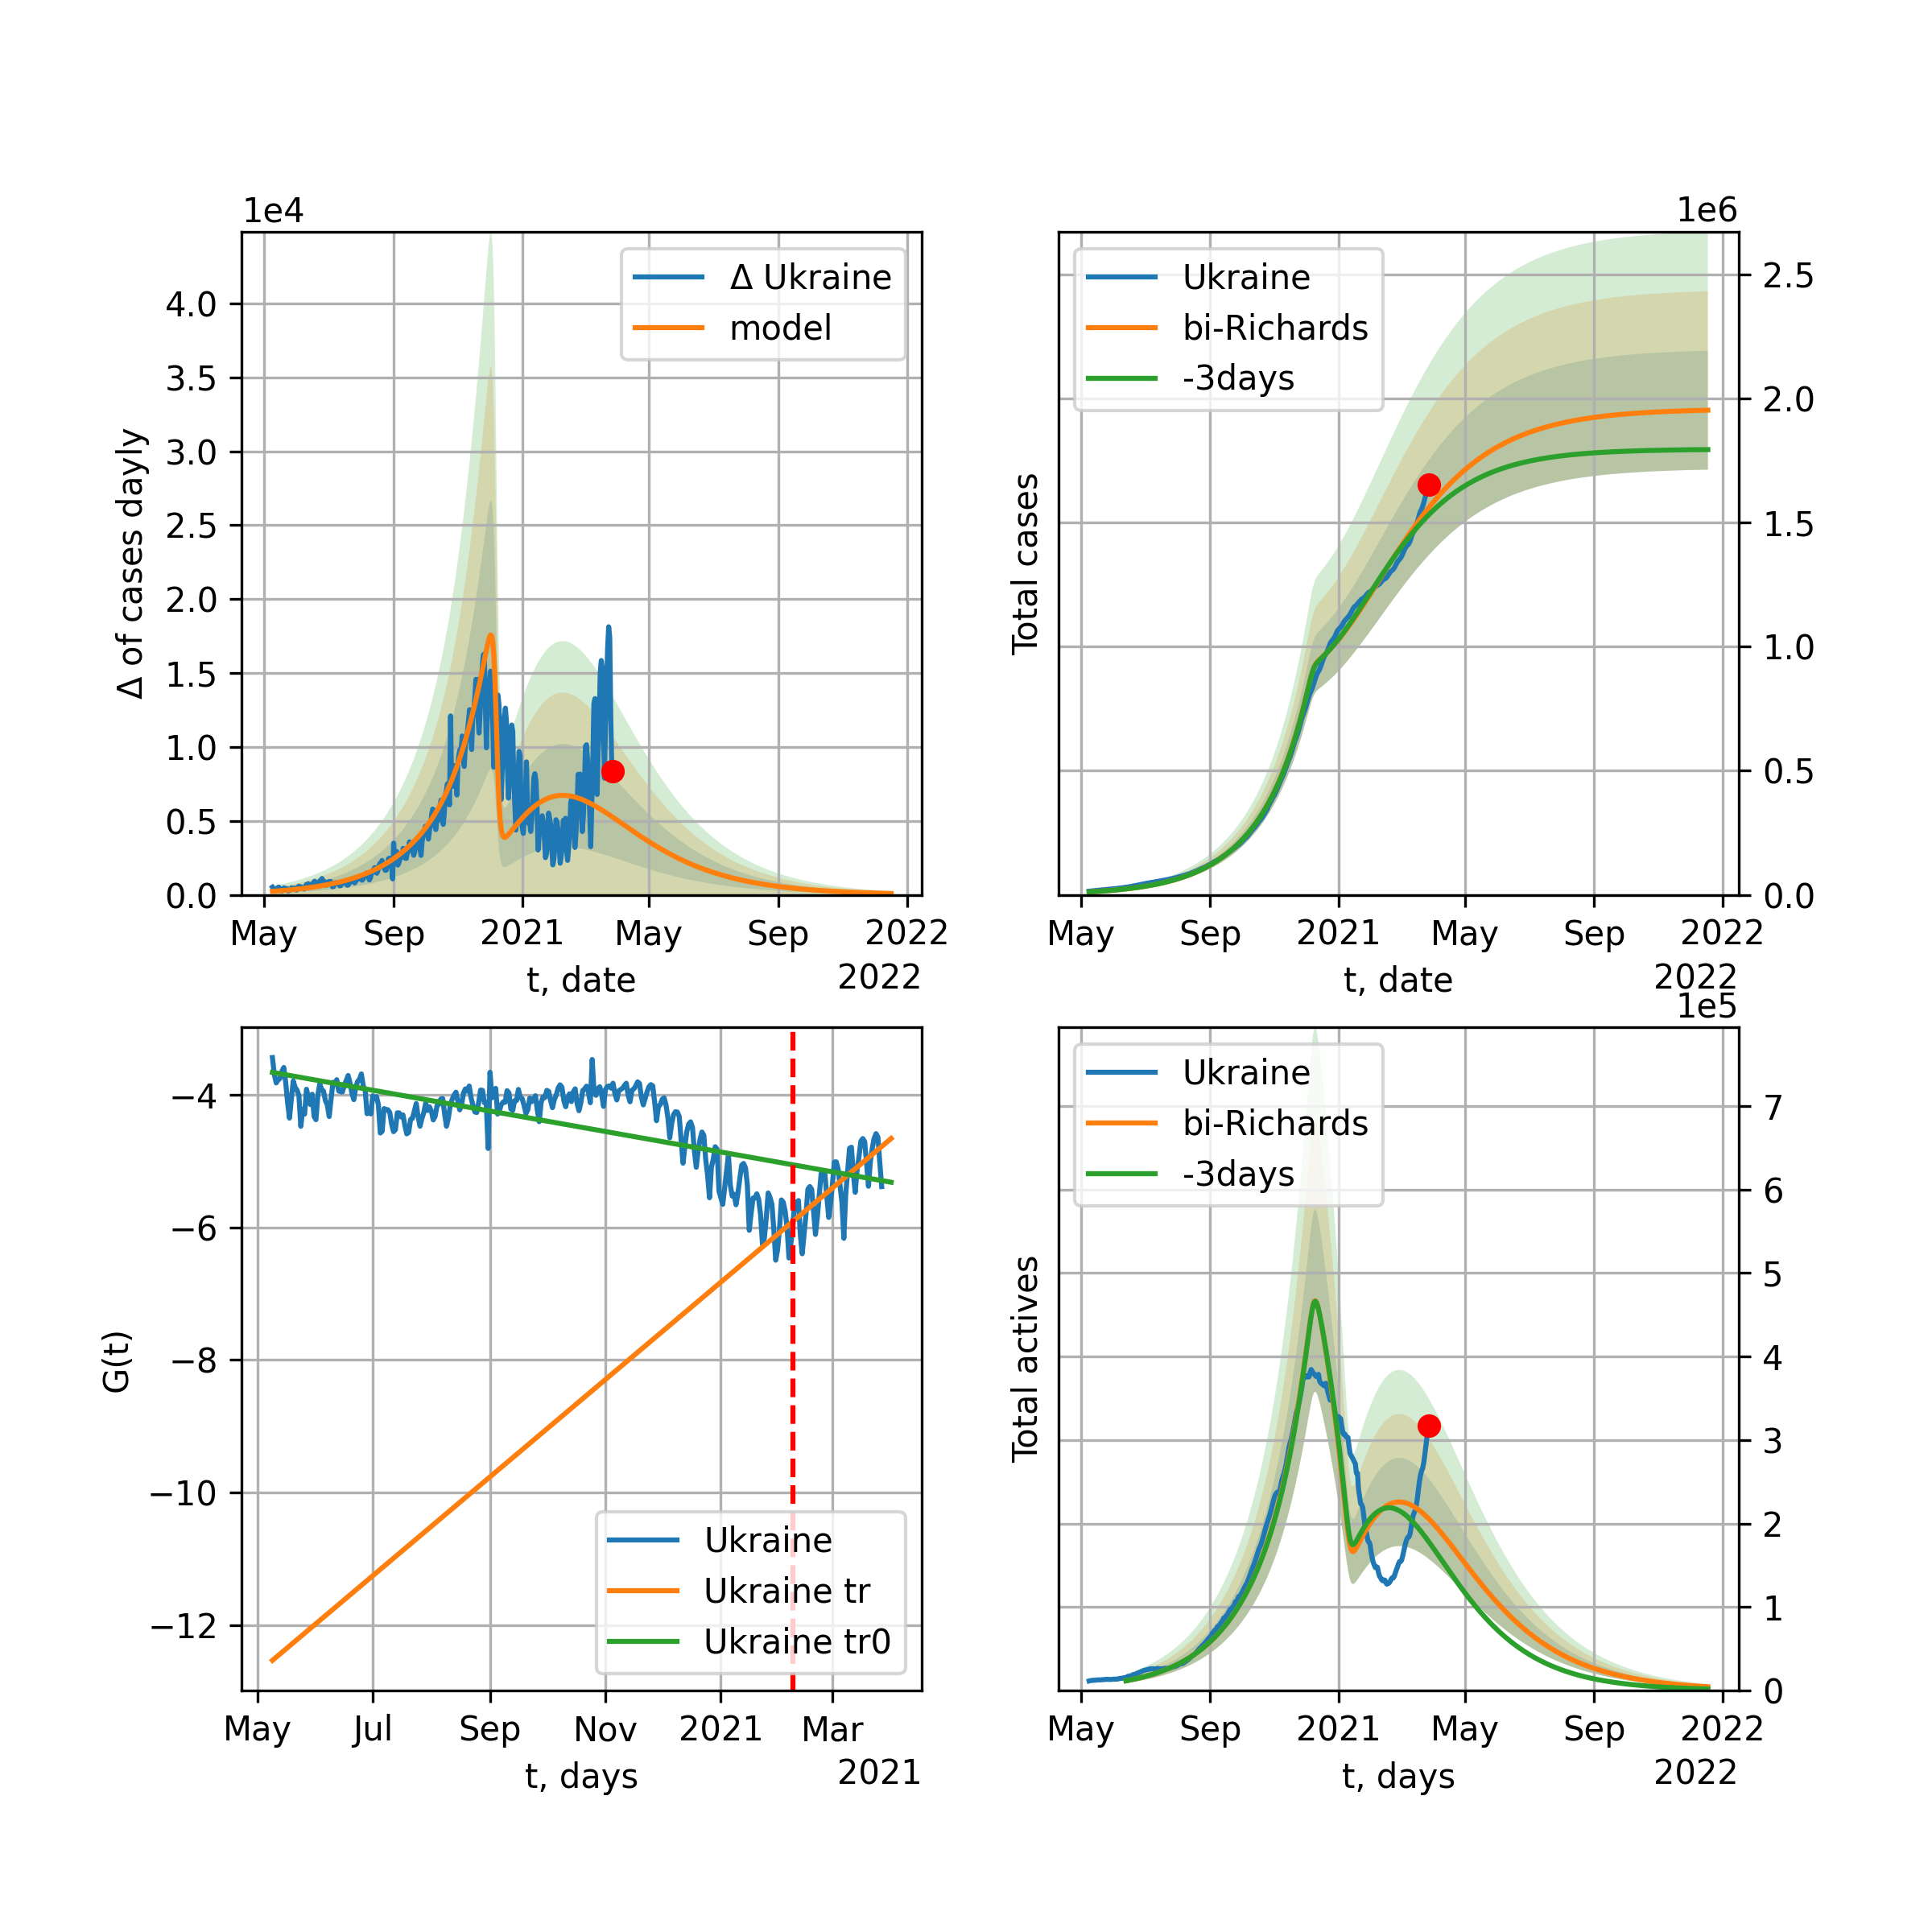 1e4
Δ of cases dayly
4.0
3.5
3.0
2.5
2.0
1.5
1.0
0.5
0.0
Δ Ukraine
model
May Sep 2021 May Sep 2022
t, date
2022
1e6
Total cases
Ukraine
bi-Richards
-3days
2.5
2.0
1.5
1.0
0.5
0.0
May Sep 2021 May Sep 2022
t, date
2022
G(t)
−4
−6
−8
−10
−12
Ukraine
Ukraine tr
Ukraine tr0
May Jul Sep Nov 2021 Mar
t, days
2021
1e5
Total actives
Ukraine
bi-Richards
-3days
7
6
5
4
3
2
1
0
May Sep 2021 May Sep 2022
t, days
2022